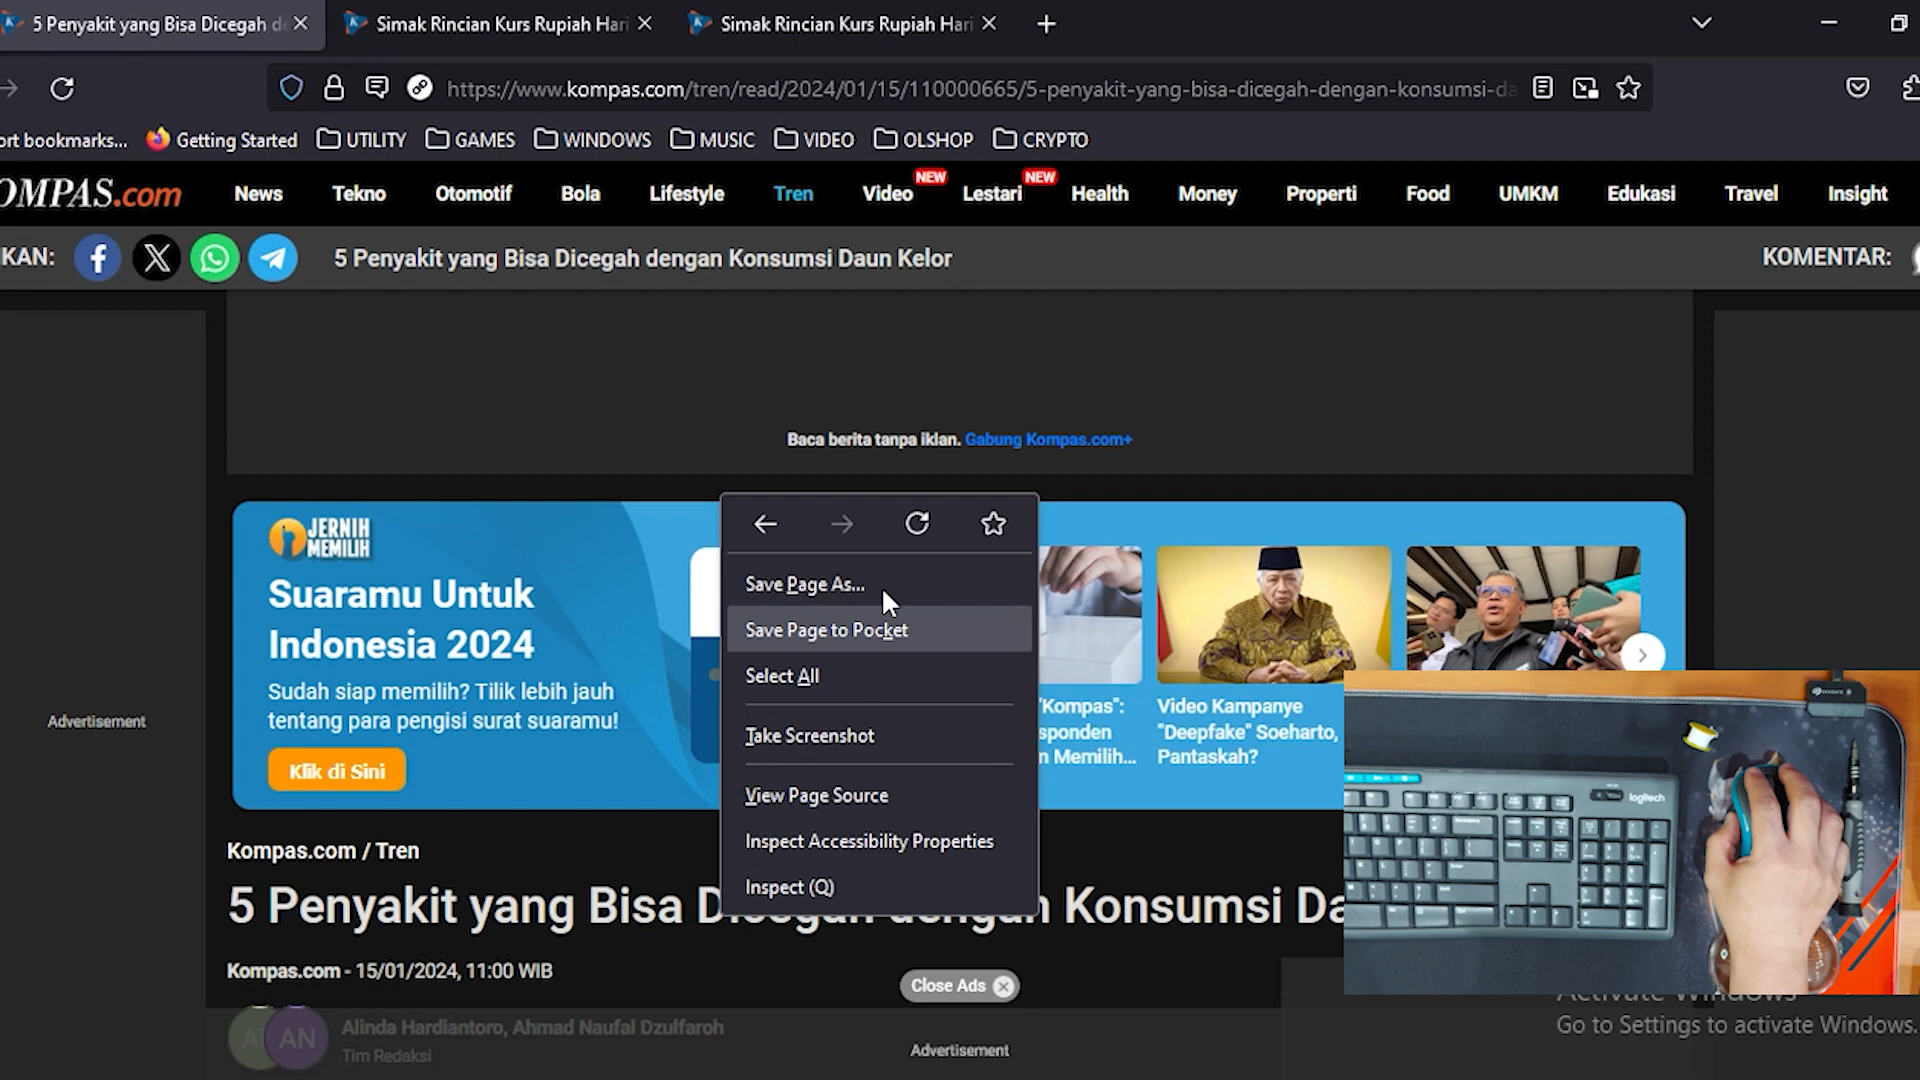 5 Penyakit yang Bisa Dicegah d
Simak Rincian Kurs Rupiah Hari
Simak Rincian Kurs Rupiah Hari
https://www.kompas.com/tren/read/2024/01/15/110000665/5-penyakit-yang-bisa-dicegah-dengan-konsumsi-da
ort bookmarks...
Getting Started
UTILITY
GAMES
WINDOWS
MUSIC
VIDEO
OLSHOP
CRYPTO
OMPAS.com
News
Tekno
Otomotif
Bola
Lifestyle
Tren
Video
NEW
Lestari
NEW
Health
Money
Properti
Food
UMKM
Edukasi
Travel
Insight
KAN:
5 Penyakit yang Bisa Dicegah dengan Konsumsi Daun Kelor
KOMENTAR:
Baca berita tanpa iklan. Gabung Kompas.com+
JERNIH
MEMILIH
Suaramu Untuk
Indonesia 2024
Sudah siap memilih? Tilik lebih jauh
tentang para pengisi surat suaramu!
Klik di Sini
Save Page As...
Save Page to Pocket
Select All
Take Screenshot
View Page Source
Inspect Accessibility Properties
Inspect (Q)
"Kompas":
sponden
n Memilih...
Video Kampanye
"Deepfake" Soeharto,
Pantaskah?
Advertisement
logitech
Kompas.com / Tren
5 Penyakit yang Bisa Dicegah dengan Konsumsi Da
Kompas.com - 15/01/2024, 11:00 WIB
Close Ads
AN
Alinda Hardiantoro, Ahmad Naufal Dzulfaroh
Tim Redaksi
Advertisement
Activate Windows
Go to Settings to activate Windows.